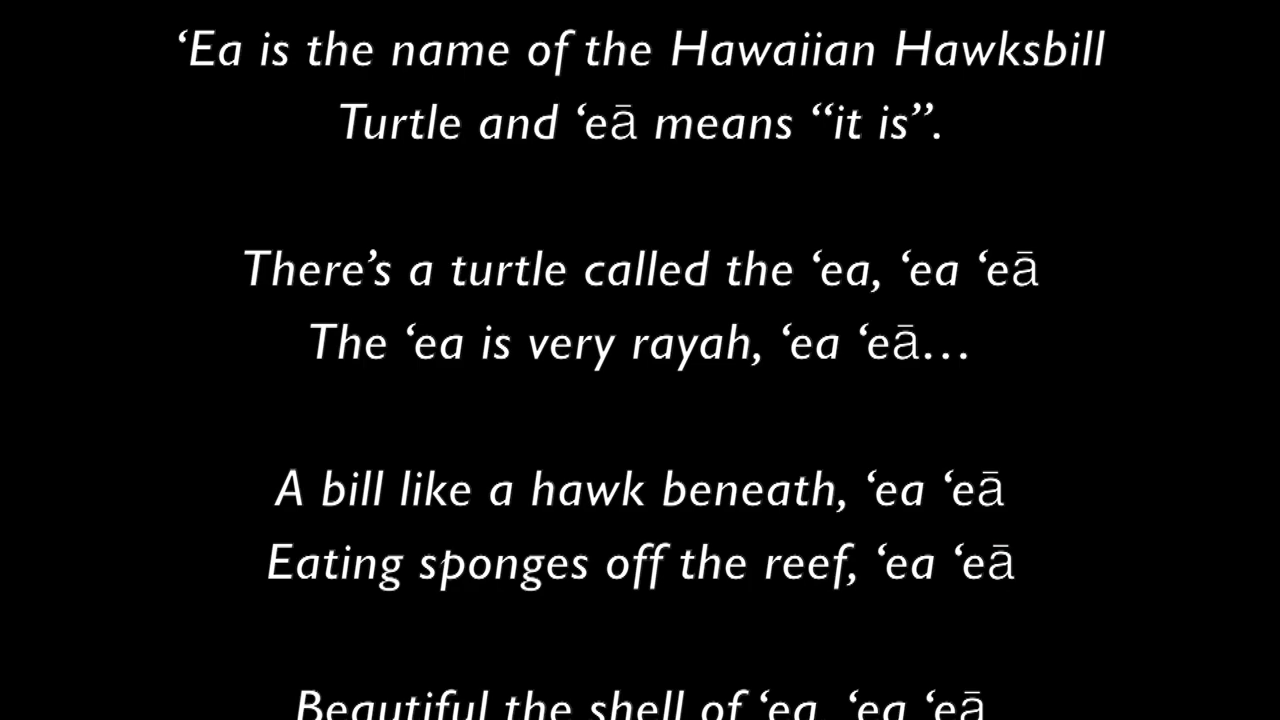 ‘Ea is the name of the Hawaiian Hawksbill
Turtle and ‘eā means “it is”.
There’s a turtle called the ‘ea, ‘ea ‘eā
The ‘ea is very rayah, ‘ea ‘eā…
A bill like a hawk beneath, ‘ea ‘eā
Eating sponges off the reef, ‘ea ‘eā
Beautiful the shell of ‘ea, ‘ea ‘eā